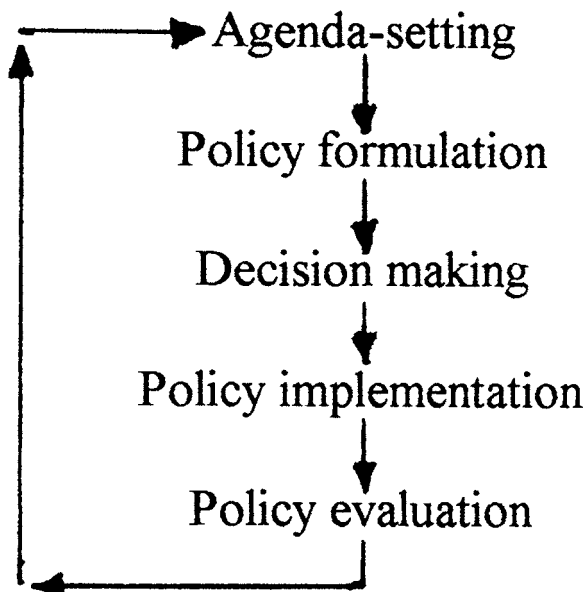 Agenda-setting
Policy formulation
Decision making
Policy implementation
Policy evaluation